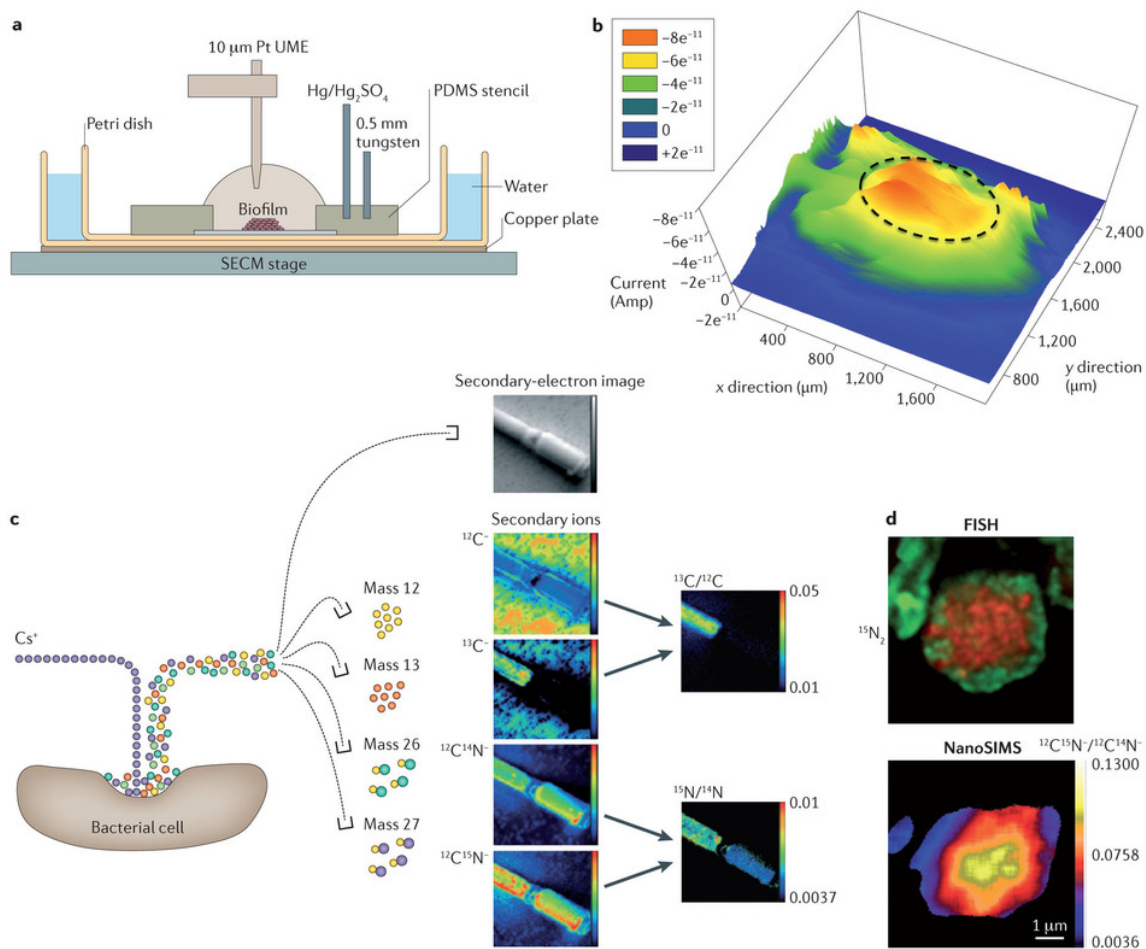 a
10 μm Pt UME
Hg/Hg₂SO₄
PDMS stencil
Petri dish
0.5 mm
tungsten
Water
Biofilm
Copper plate
SECM stage
b
−8e⁻¹¹
−6e⁻¹¹
−4e⁻¹¹
−2e⁻¹¹
0
+2e⁻¹¹
−8e⁻¹¹
−6e⁻¹¹
−4e⁻¹¹
−2e⁻¹¹
0
−2e⁻¹¹
Current
(Amp)
400
800
1,200
1,600
x direction (μm)
2,400
2,000
1,600
1,200
800
y direction
(μm)
Secondary-electron image
c
Secondary ions
Cs⁺
Bacterial cell
Mass 12
Mass 13
Mass 26
Mass 27
¹²C⁻
¹³C⁻
¹²C¹⁴N⁻
¹²C¹⁵N⁻
¹³C/¹²C
0.05
0.01
¹⁵N/¹⁴N
0.01
0.0037
d
FISH
¹⁵N₂
NanoSIMS
¹²C¹⁵N⁻/¹²C¹⁴N⁻
0.1300
0.0758
0.0036
1 μm